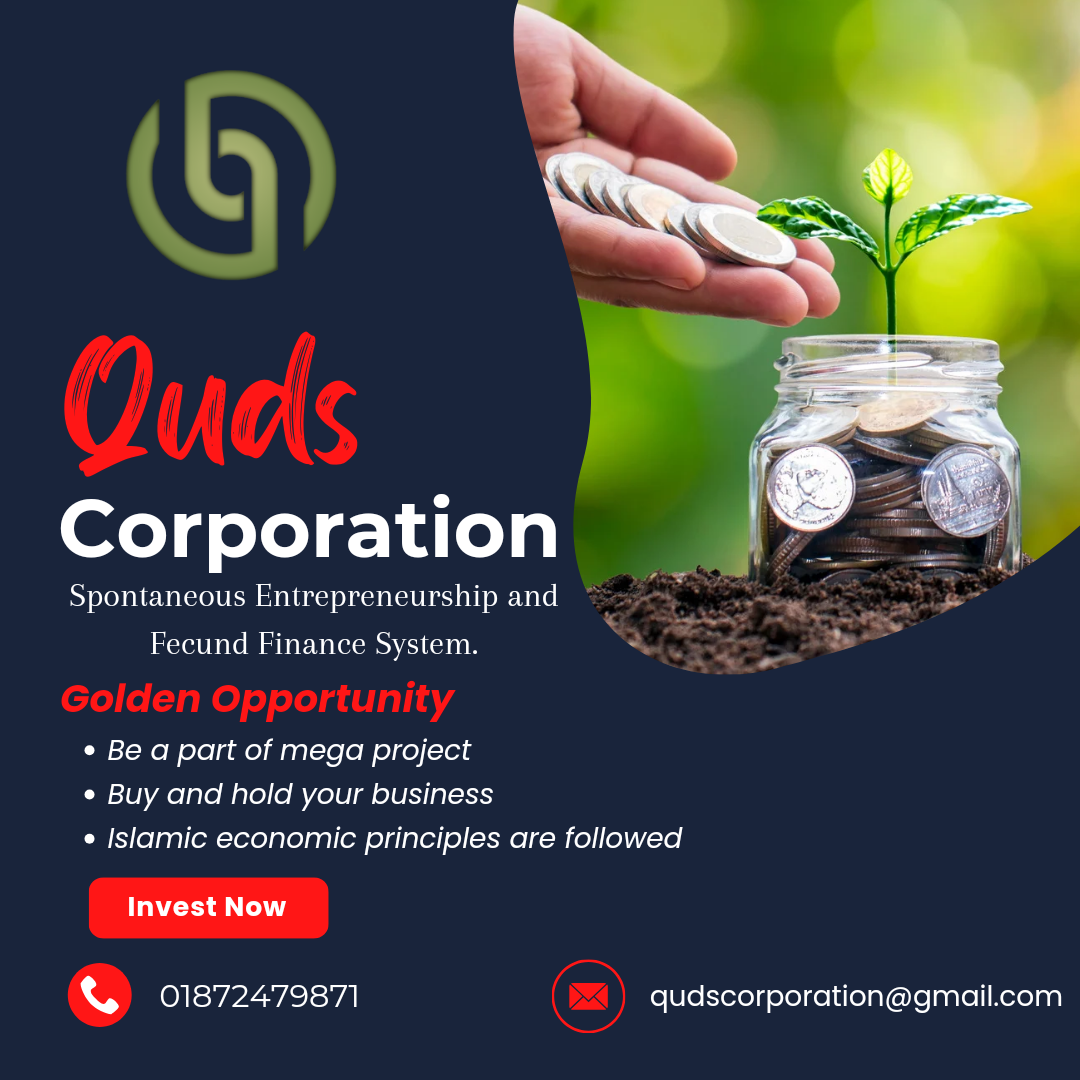 Quds
Corporation
Spontaneous Entrepreneurship and
Fecund Finance System.
Golden Opportunity
Be a part of mega project
Buy and hold your business
Islamic economic principles are followed
Invest Now
01872479871
qudscorporation@gmail.com